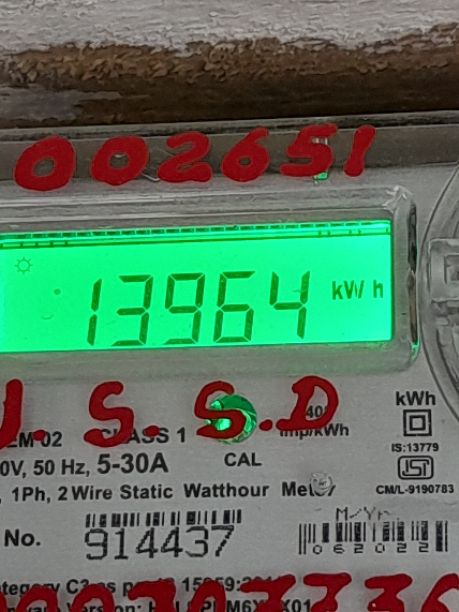 002651
13964 kWh
J.S.S.D
kWh
CLASS 1
imp/kWh
IS:13779
0V, 50 Hz, 5-30A
CAL
, 1Ph, 2 Wire Static Watthour Meter
CM/L-9190783
M/Yr
No.
914437
062022